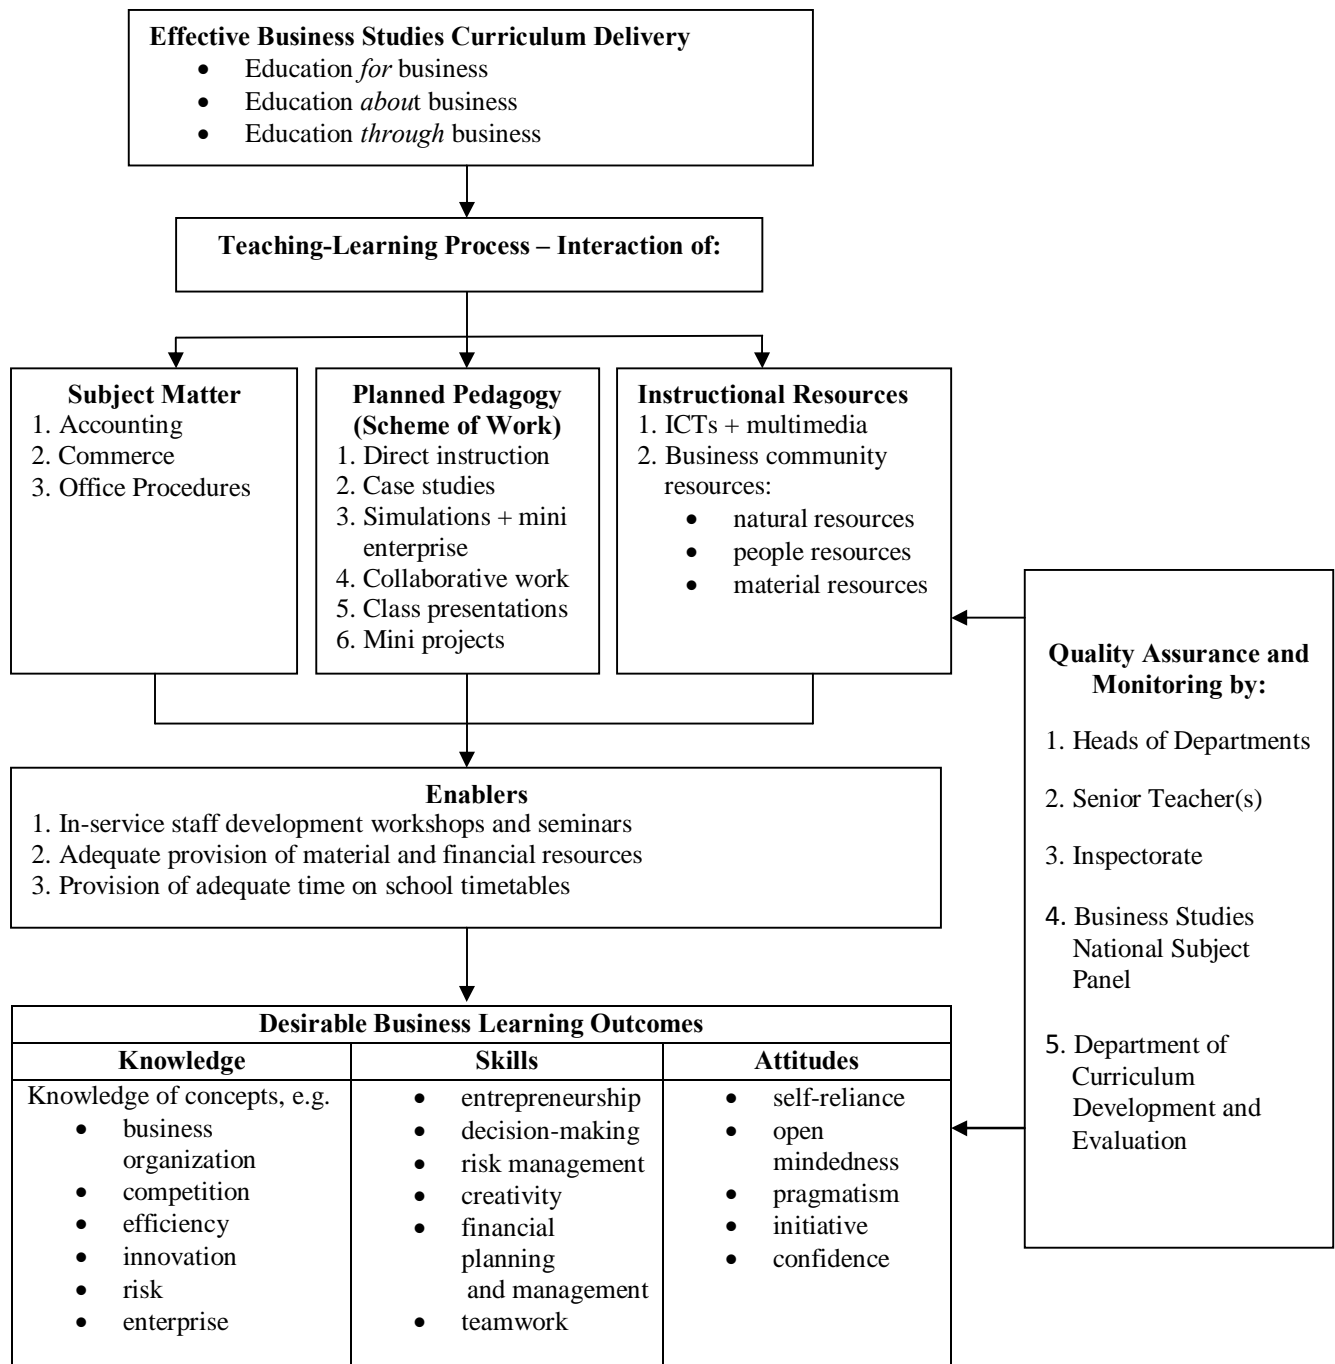 Effective Business Studies Curriculum Delivery
• Education for business
• Education about business
• Education through business
Teaching-Learning Process – Interaction of:
Subject Matter
1. Accounting
2. Commerce
3. Office Procedures
Planned Pedagogy
(Scheme of Work)
1. Direct instruction
2. Case studies
3. Simulations + mini
enterprise
4. Collaborative work
5. Class presentations
6. Mini projects
Instructional Resources
1. ICTs + multimedia
2. Business community
resources:
• natural resources
• people resources
• material resources
Quality Assurance and
Monitoring by:
1. Heads of Departments
2. Senior Teacher(s)
3. Inspectorate
4. Business Studies
National Subject
Panel
5. Department of
Curriculum
Development and
Evaluation
Enablers
1. In-service staff development workshops and seminars
2. Adequate provision of material and financial resources
3. Provision of adequate time on school timetables
Desirable Business Learning Outcomes
Knowledge
Knowledge of concepts, e.g.
• business
organization
• competition
• efficiency
• innovation
• risk
• enterprise
Skills
• entrepreneurship
• decision-making
• risk management
• creativity
• financial
planning
and management
• teamwork
Attitudes
• self-reliance
• open
mindedness
• pragmatism
• initiative
• confidence